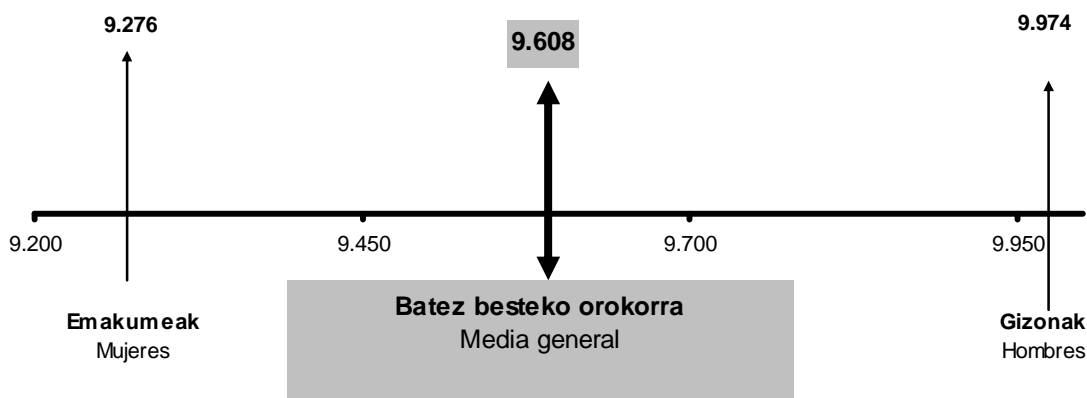 9.276
9.608
9.974
9.200
9.450
9.700
9.950
Emakumeak
Mujeres
Batez besteko orokorra
Media general
Gizonak
Hombres